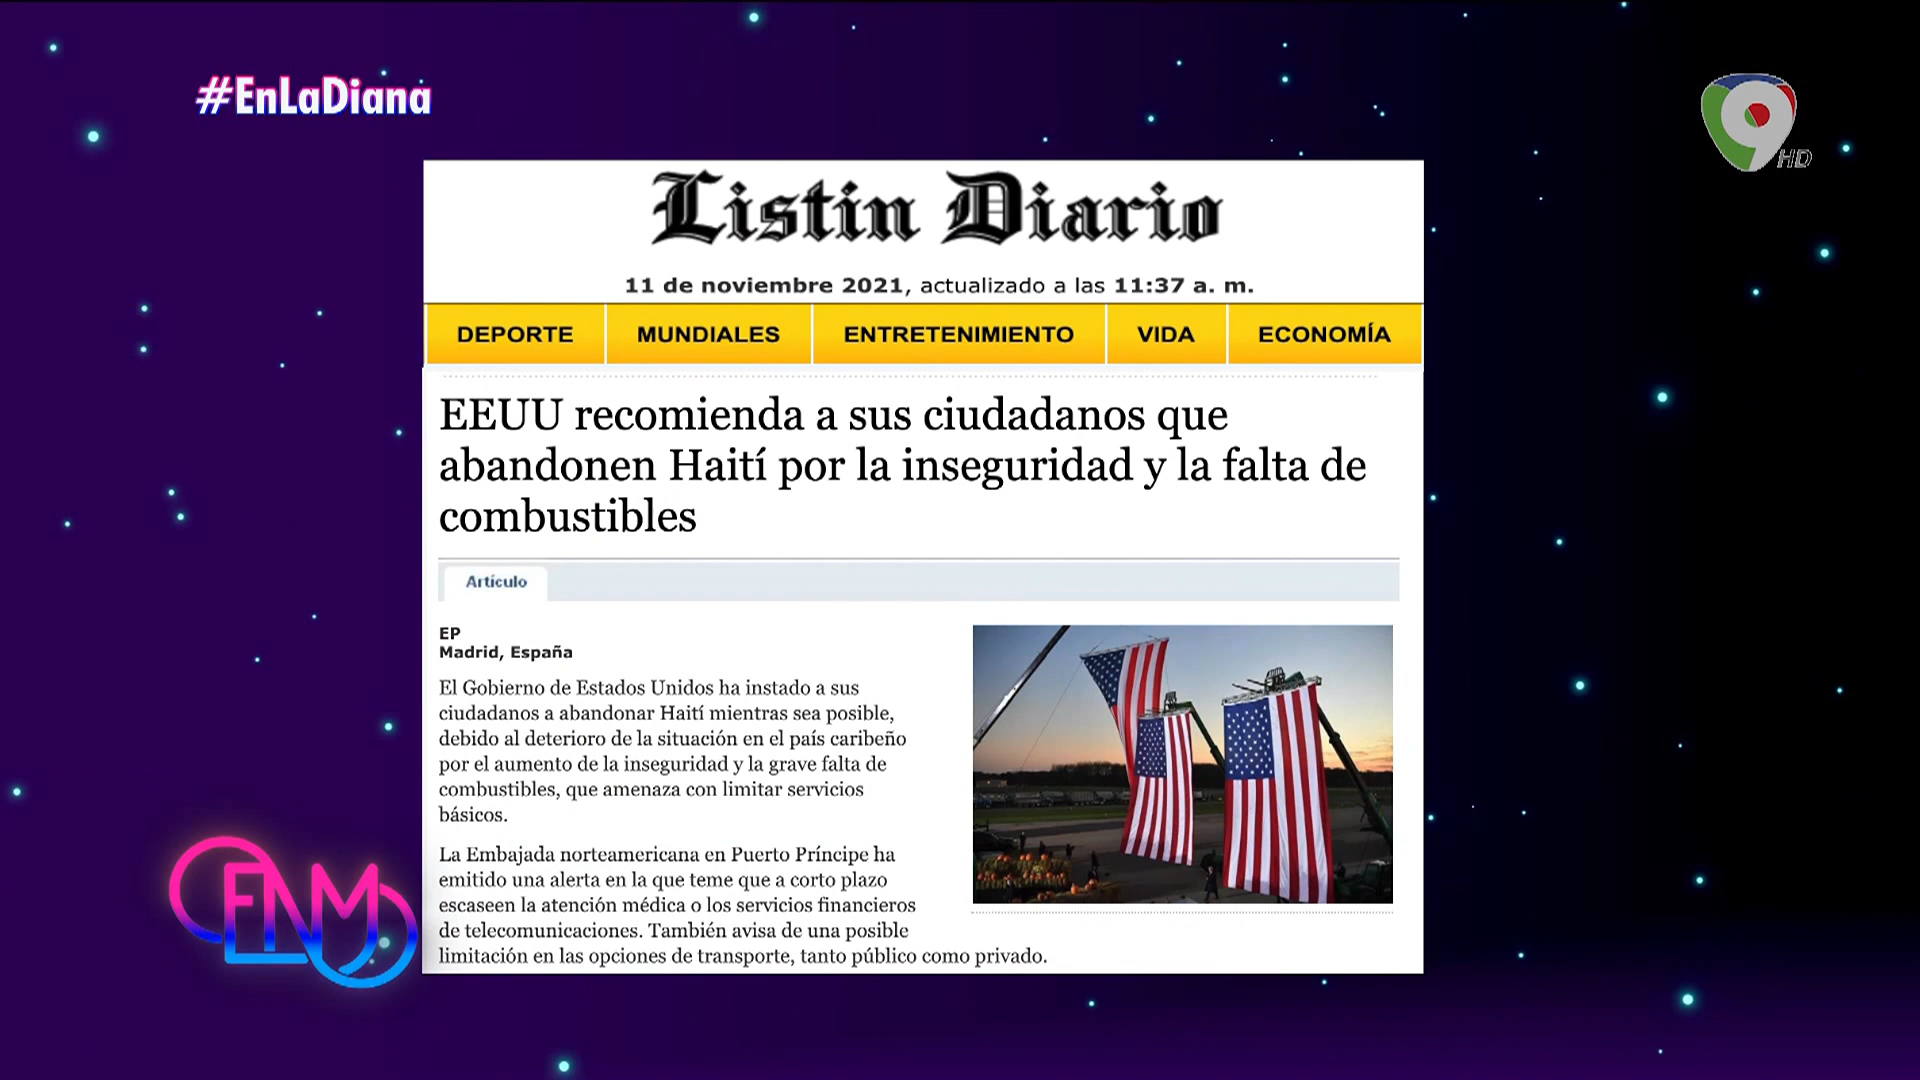 #EnLaDiana
9 HD
Listin Diario
11 de noviembre 2021, actualizado a las 11:37 a. m.
DEPORTE MUNDIALES ENTRETENIMIENTO VIDA ECONOMÍA
EEUU recomienda a sus ciudadanos que
abandonen Haití por la inseguridad y la falta de
combustibles
Artículo
EP
Madrid, España
El Gobierno de Estados Unidos ha instado a sus
ciudadanos a abandonar Haití mientras sea posible,
debido al deterioro de la situación en el país caribeño
por el aumento de la inseguridad y la grave falta de
combustibles, que amenaza con limitar servicios
básicos.
La Embajada norteamericana en Puerto Príncipe ha
emitido una alerta en la que teme que a corto plazo
escaseen la atención médica o los servicios financieros
de telecomunicaciones. También avisa de una posible
limitación en las opciones de transporte, tanto público como privado.
ENM